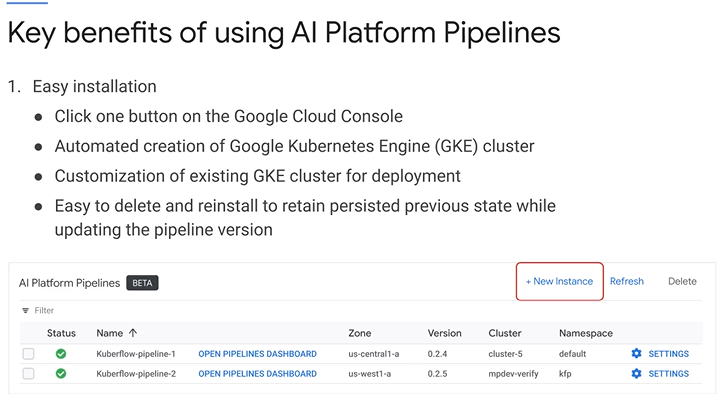 Key benefits of using AI Platform Pipelines
1. Easy installation
● Click one button on the Google Cloud Console
● Automated creation of Google Kubernetes Engine (GKE) cluster
● Customization of existing GKE cluster for deployment
● Easy to delete and reinstall to retain persisted previous state while
updating the pipeline version
AI Platform Pipelines BETA + New Instance Refresh Delete
Filter
Status Name ↑ Zone Version Cluster Namespace
Kuberflow-pipeline-1 OPEN PIPELINES DASHBOARD us-central1-a 0.2.4 cluster-5 default SETTINGS
Kuberflow-pipeline-2 OPEN PIPELINES DASHBOARD us-west1-a 0.2.5 mpdev-verify kfp SETTINGS